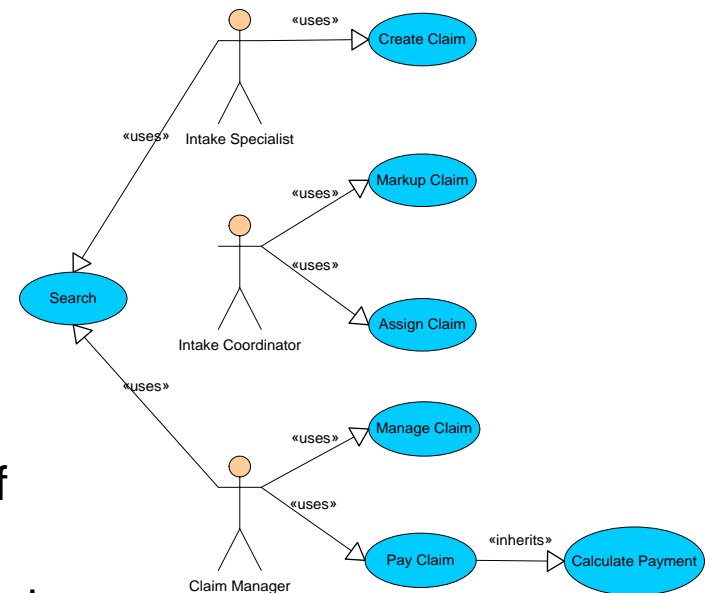 «uses»
Create Claim
«uses»
Intake Specialist
Markup Claim
«uses»
«uses»
Search
Assign Claim
Intake Coordinator
«uses»
Manage Claim
«uses»
f
«uses»
«inherits»
Pay Claim
Calculate Payment
Claim Manager